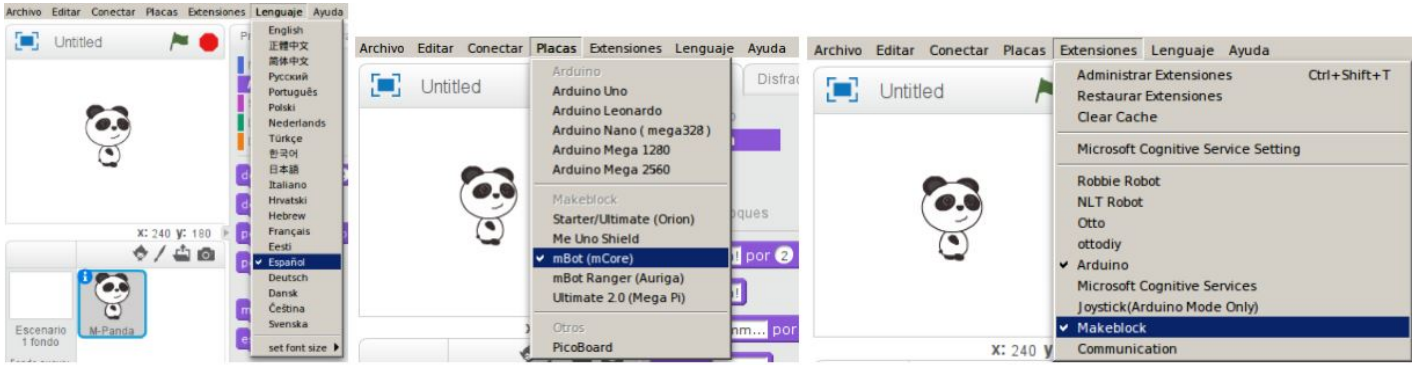 Archivo Editar Conectar Placas Extensiones Lenguaje Ayuda
Untitled
English
正體中文
简体中文
Русский
Português
Polski
Nederlands
Türkçe
한국어
日本語
Italiano
Hrvatski
Hebrew
Français
Eesti
Español
Deutsch
Dansk
Čeština
Svenska
set font size
x: 240 y: 180
Escenario
1 fondo
M-Panda
Archivo Editar Conectar Placas Extensiones Lenguaje Ayuda
Untitled
Arduino
Arduino Uno
Arduino Leonardo
Arduino Nano ( mega328 )
Arduino Mega 1280
Arduino Mega 2560
Makeblock
Starter/Ultimate (Orion)
Me Uno Shield
mBot (mCore)
mBot Ranger (Auriga)
Ultimate 2.0 (Mega Pi)
Otros
PicoBoard
Disfra
oques
por 2
por
Archivo Editar Conectar Placas Extensiones Lenguaje Ayuda
Untitled
Administrar Extensiones Ctrl+Shift+T
Restaurar Extensiones
Clear Cache
Microsoft Cognitive Service Setting
Robbie Robot
NLT Robot
Otto
ottodiy
Arduino
Microsoft Cognitive Services
Joystick(Arduino Mode Only)
Makeblock
Communication
x: 240 y